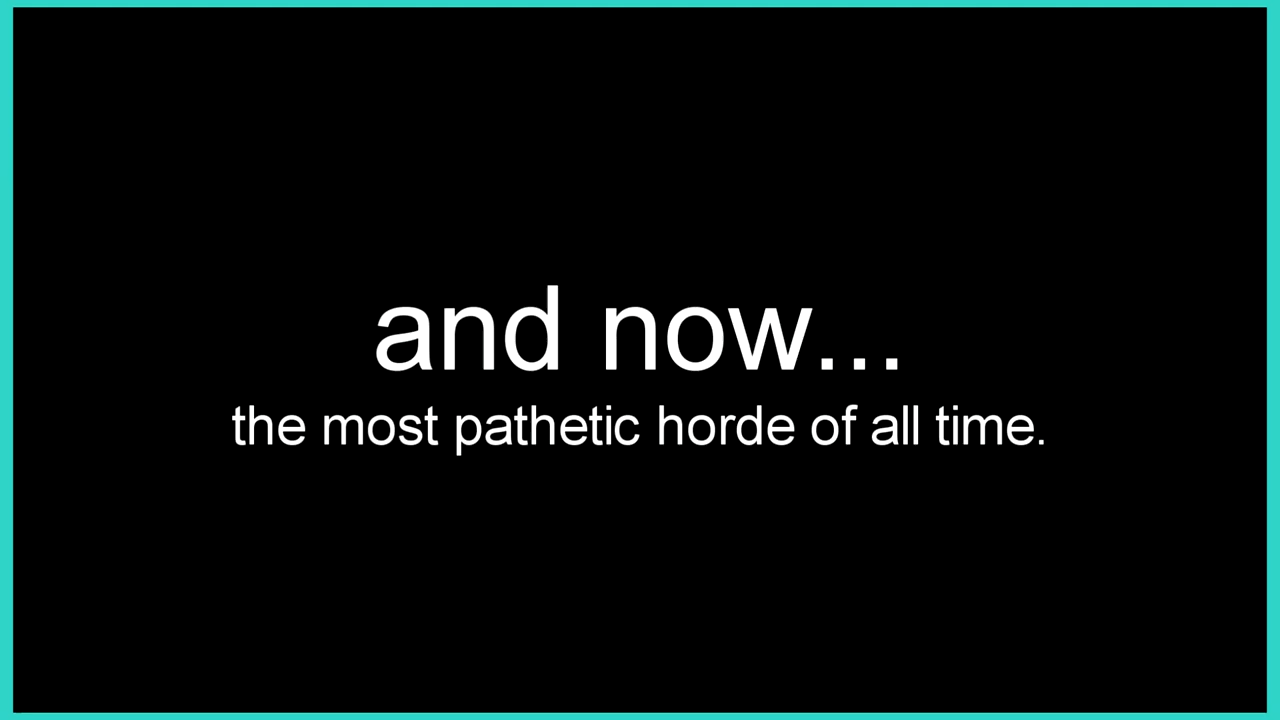 and now...
the most pathetic horde of all time.